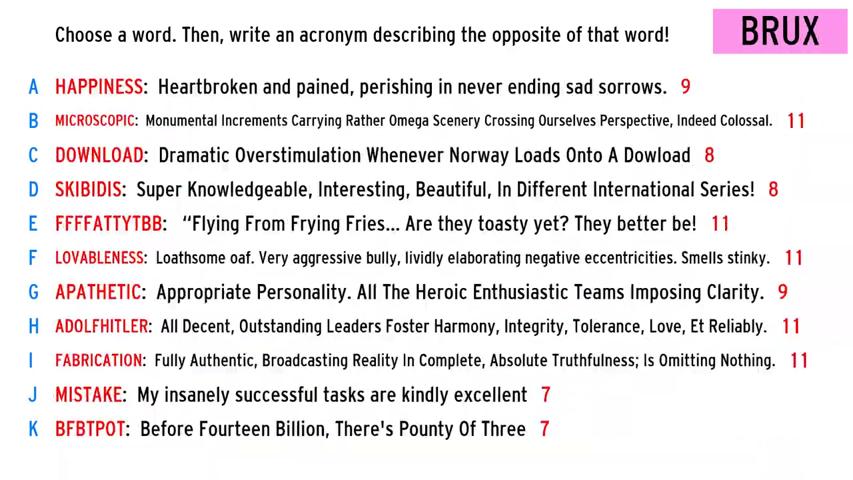 Choose a word. Then, write an acronym describing the opposite of that word!
BRUX
A HAPPINESS: Heartbroken and pained, perishing in never ending sad sorrows. 9
B MICROSCOPIC: Monumental Increments Carrying Rather Omega Scenery Crossing Ourselves Perspective, Indeed Colossal. 11
C DOWNLOAD: Dramatic Overstimulation Whenever Norway Loads Onto A Dowload 8
D SKIBIDIS: Super Knowledgeable, Interesting, Beautiful, In Different International Series! 8
E FFFFATTYTBB: “Flying From Frying Fries... Are they toasty yet? They better be! 11
F LOVABLENESS: Loathsome oaf. Very aggressive bully, lividly elaborating negative eccentricities. Smells stinky. 11
G APATHETIC: Appropriate Personality. All The Heroic Enthusiastic Teams Imposing Clarity. 9
H ADOLFHITLER: All Decent, Outstanding Leaders Foster Harmony, Integrity, Tolerance, Love, Et Reliably. 11
I FABRICATION: Fully Authentic, Broadcasting Reality In Complete, Absolute Truthfulness; Is Omitting Nothing. 11
J MISTAKE: My insanely successful tasks are kindly excellent 7
K BFBTPOT: Before Fourteen Billion, There's Pounty Of Three 7